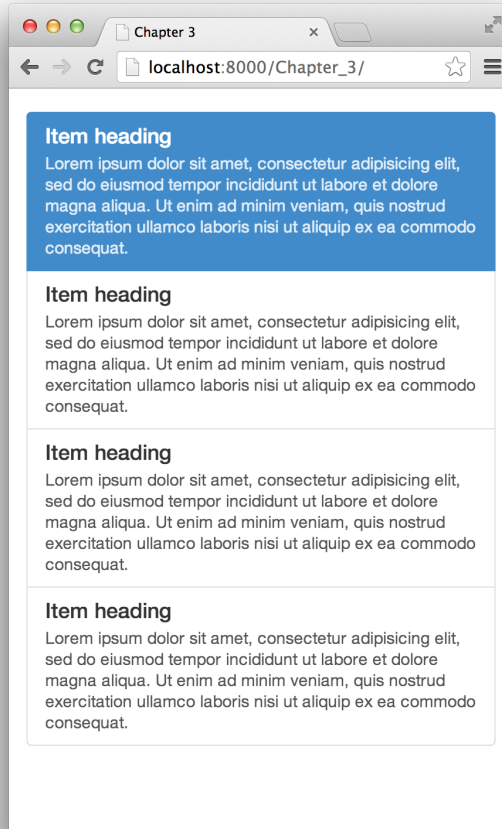 Chapter 3
localhost:8000/Chapter_3/
Item heading
Lorem ipsum dolor sit amet, consectetur adipisicing elit,
sed do eiusmod tempor incididunt ut labore et dolore
magna aliqua. Ut enim ad minim veniam, quis nostrud
exercitation ullamco laboris nisi ut aliquip ex ea commodo
consequat.
Item heading
Lorem ipsum dolor sit amet, consectetur adipisicing elit,
sed do eiusmod tempor incididunt ut labore et dolore
magna aliqua. Ut enim ad minim veniam, quis nostrud
exercitation ullamco laboris nisi ut aliquip ex ea commodo
consequat.
Item heading
Lorem ipsum dolor sit amet, consectetur adipisicing elit,
sed do eiusmod tempor incididunt ut labore et dolore
magna aliqua. Ut enim ad minim veniam, quis nostrud
exercitation ullamco laboris nisi ut aliquip ex ea commodo
consequat.
Item heading
Lorem ipsum dolor sit amet, consectetur adipisicing elit,
sed do eiusmod tempor incididunt ut labore et dolore
magna aliqua. Ut enim ad minim veniam, quis nostrud
exercitation ullamco laboris nisi ut aliquip ex ea commodo
consequat.